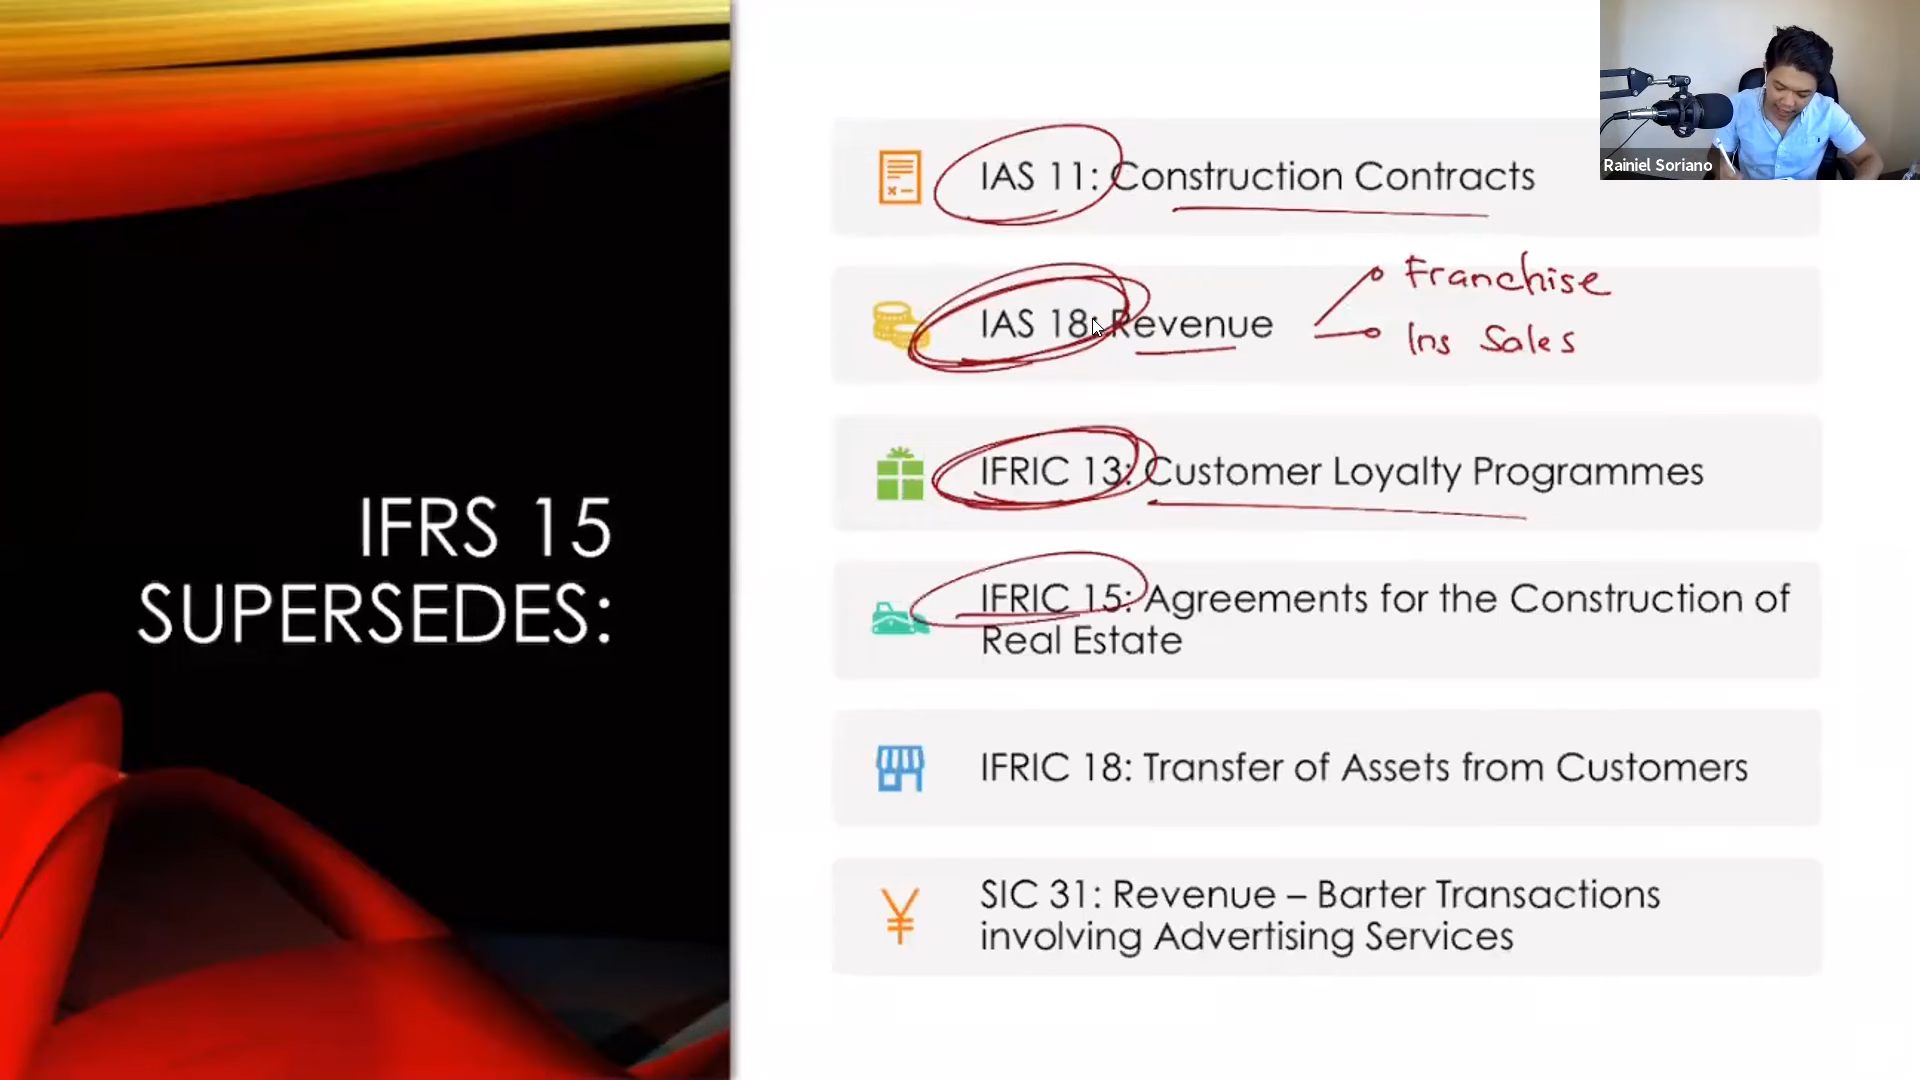 IFRS 15
SUPERSEDES:
IAS 11: Construction Contracts
IAS 18: Revenue
Franchise
Ins Sales
IFRIC 13: Customer Loyalty Programmes
IFRIC 15: Agreements for the Construction of
Real Estate
IFRIC 18: Transfer of Assets from Customers
SIC 31: Revenue – Barter Transactions
involving Advertising Services
Rainiel Soriano